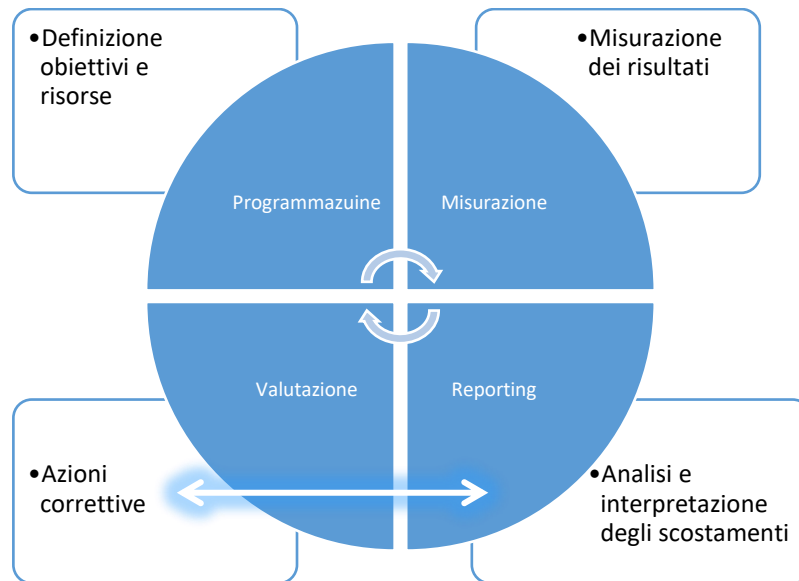 •Definizione
obiettivi e
risorse
•Misurazione
dei risultati
Programmazuine
Misurazione
Valutazione
Reporting
•Azioni
correttive
•Analisi e
interpretazione
degli scostamenti